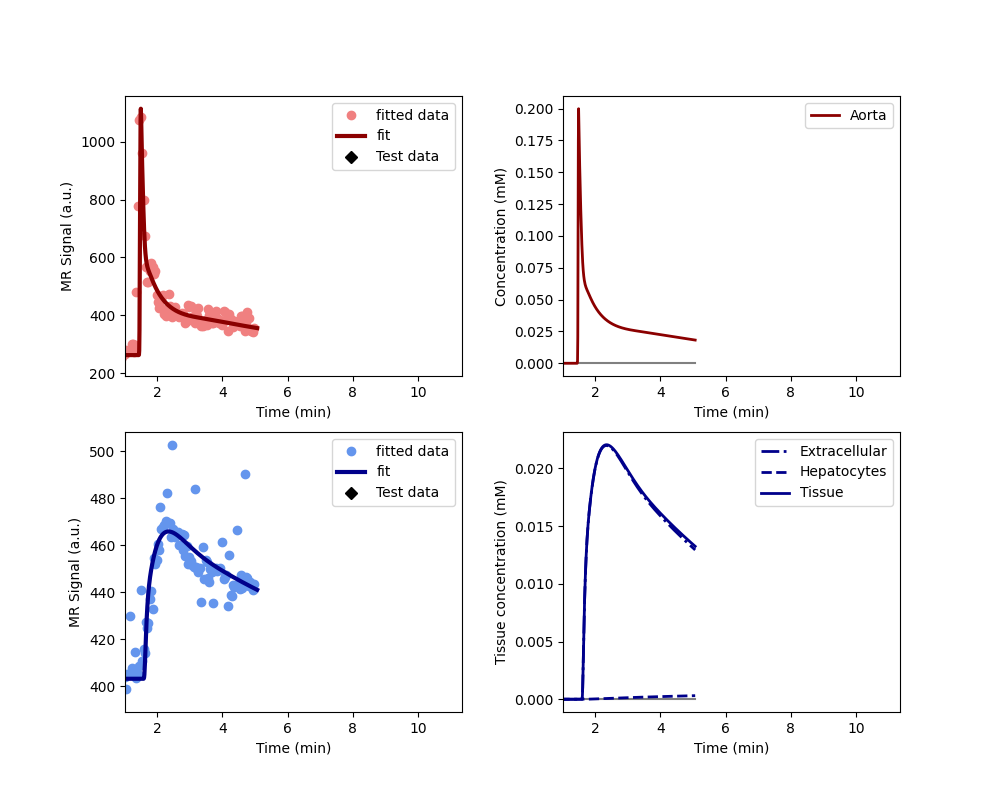 MR Signal (a.u.)
1000
800
600
400
200
2 4 6 8 10
Time (min)
fitted data
fit
Test data
Concentration (mM)
0.200
0.175
0.150
0.125
0.100
0.075
0.050
0.025
0.000
2 4 6 8 10
Time (min)
Aorta
MR Signal (a.u.)
500
480
460
440
420
400
2 4 6 8 10
Time (min)
fitted data
fit
Test data
Tissue concentration (mM)
0.020
0.015
0.010
0.005
0.000
2 4 6 8 10
Time (min)
Extracellular
Hepatocytes
Tissue